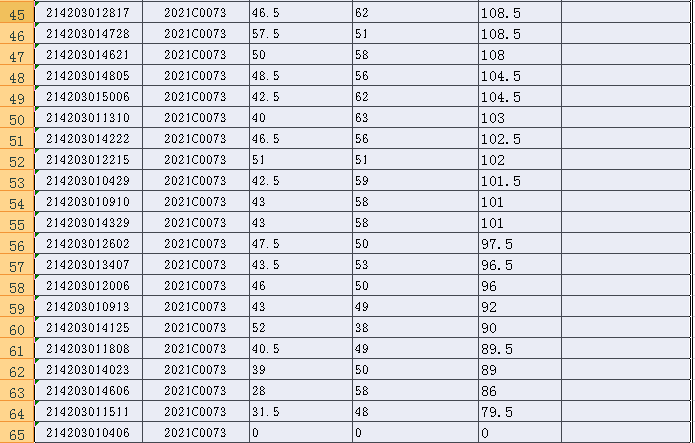 45 214203012817 2021C0073 46.5 62 108.5
46 214203014728 2021C0073 57.5 51 108.5
47 214203014621 2021C0073 50 58 108
48 214203014805 2021C0073 48.5 56 104.5
49 214203015006 2021C0073 42.5 62 104.5
50 214203011310 2021C0073 40 63 103
51 214203014222 2021C0073 46.5 56 102.5
52 214203012215 2021C0073 51 51 102
53 214203010429 2021C0073 42.5 59 101.5
54 214203010910 2021C0073 43 58 101
55 214203014329 2021C0073 43 58 101
56 214203012602 2021C0073 47.5 50 97.5
57 214203013407 2021C0073 43.5 53 96.5
58 214203012006 2021C0073 46 50 96
59 214203010913 2021C0073 43 49 92
60 214203014125 2021C0073 52 38 90
61 214203011808 2021C0073 40.5 49 89.5
62 214203014023 2021C0073 39 50 89
63 214203014606 2021C0073 28 58 86
64 214203011511 2021C0073 31.5 48 79.5
65 214203010406 2021C0073 0 0 0